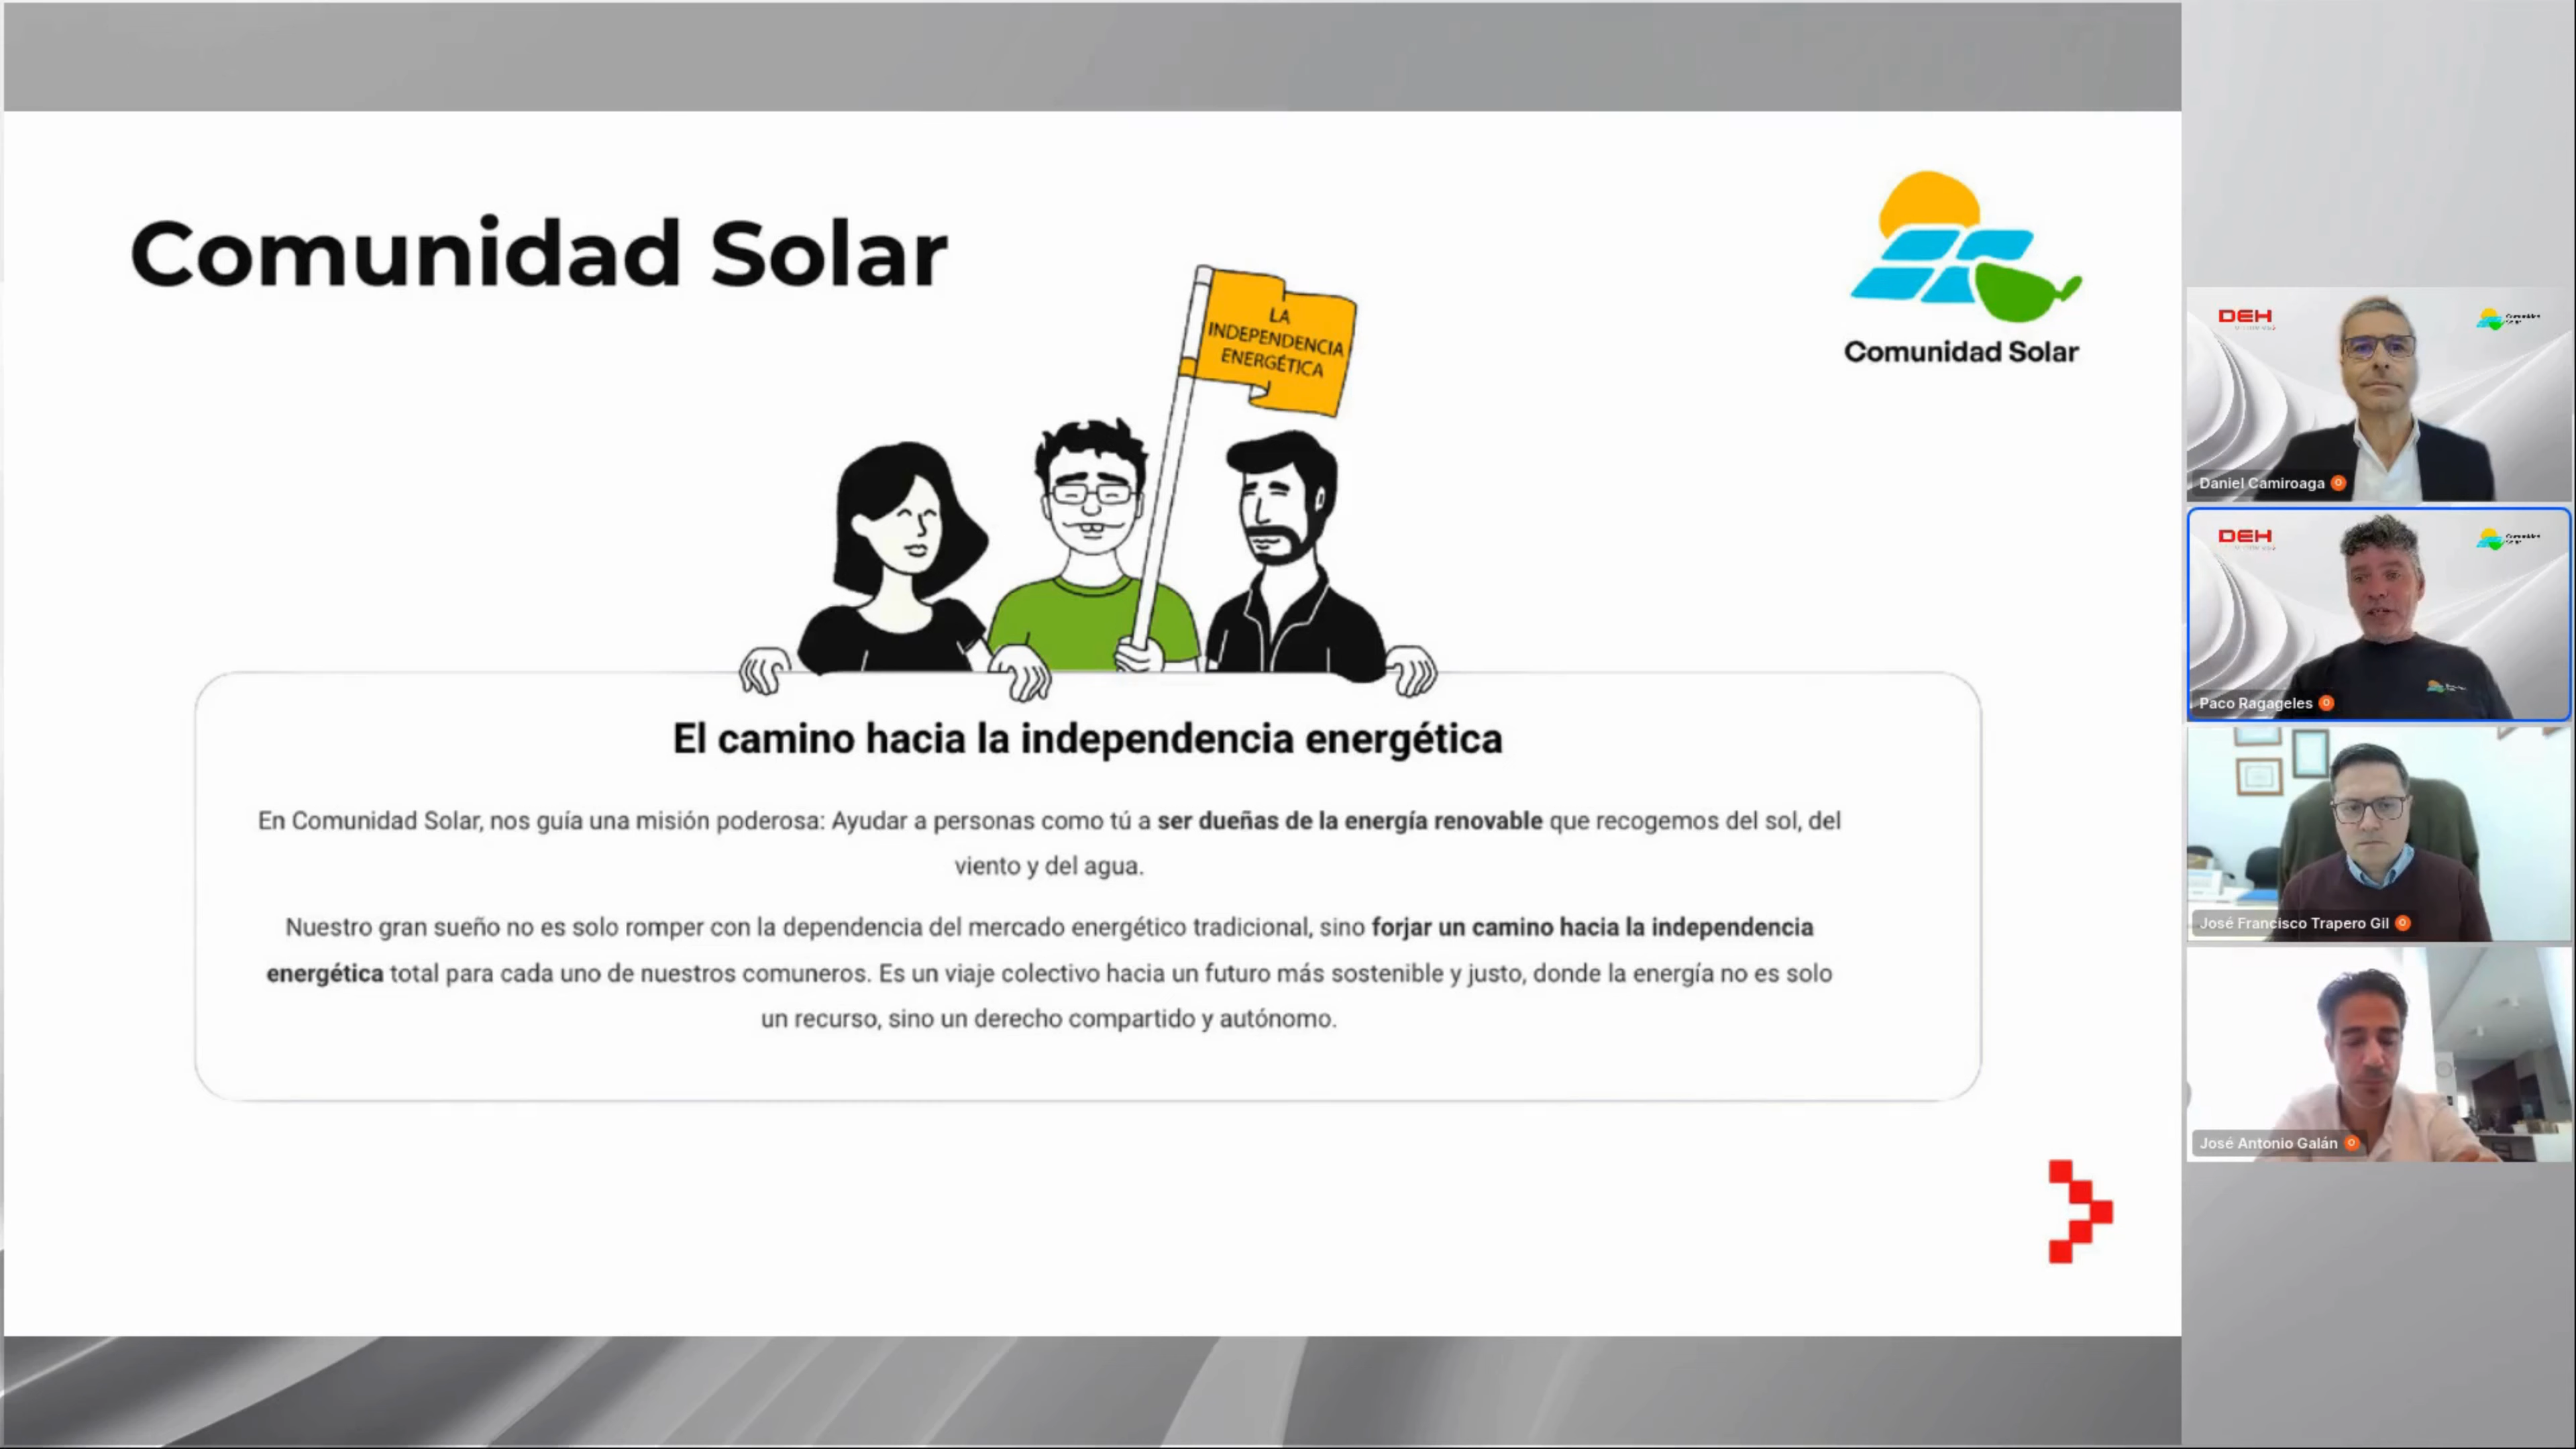 Comunidad Solar
LA
INDEPENDENCIA
ENERGÉTICA
Comunidad Solar
El camino hacia la independencia energética
En Comunidad Solar, nos guía una misión poderosa: Ayudar a personas como tú a ser dueñas de la energía renovable que recogemos del sol, del
viento y del agua.
Nuestro gran sueño no es solo romper con la dependencia del mercado energético tradicional, sino forjar un camino hacia la independencia
energética total para cada uno de nuestros comuneros. Es un viaje colectivo hacia un futuro más sostenible y justo, donde la energía no es solo
un recurso, sino un derecho compartido y autónomo.
DEH
Comunidad
Solar
Daniel Camiroaga
DEH
Comunidad
Solar
Paco Ragageles
José Francisco Trapero Gil
José Antonio Galán